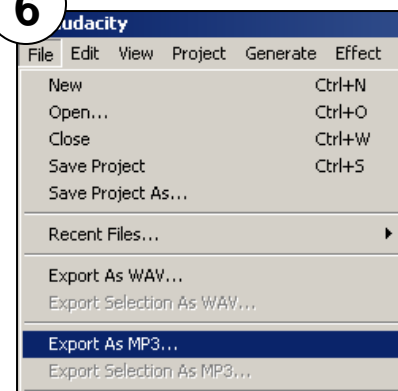 6
udacity
File Edit View Project Generate Effect
New Ctrl+N
Open... Ctrl+O
Close Ctrl+W
Save Project Ctrl+S
Save Project As...
Recent Files...
Export As WAV...
Export Selection As WAV...
Export As MP3...
Export Selection As MP3...